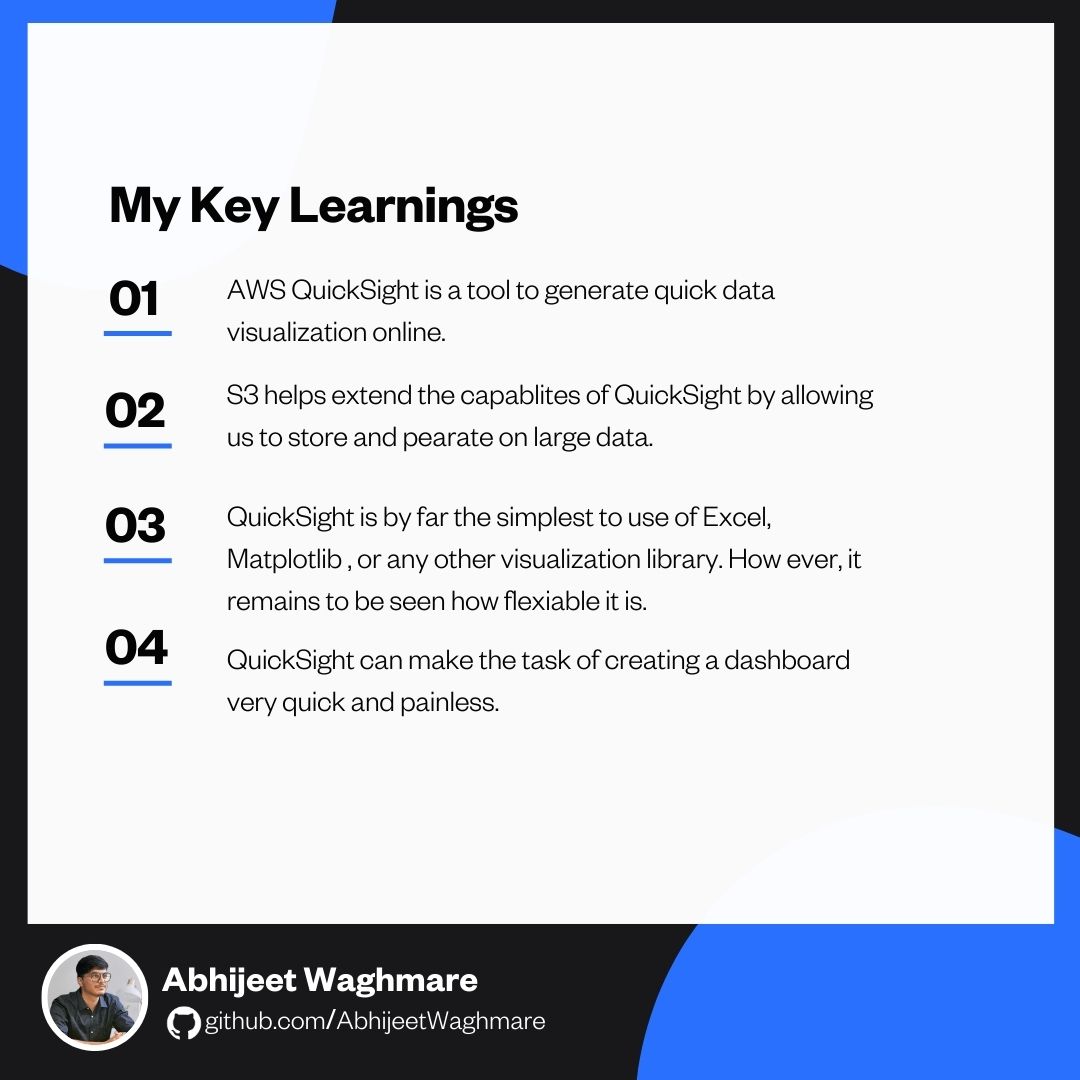 My Key Learnings
01
AWS QuickSight is a tool to generate quick data
visualization online.
02
S3 helps extend the capablites of QuickSight by allowing
us to store and pearate on large data.
03
QuickSight is by far the simplest to use of Excel,
Matplotlib , or any other visualization library. How ever, it
remains to be seen how flexiable it is.
04
QuickSight can make the task of creating a dashboard
very quick and painless.
Abhijeet Waghmare
github.com/AbhijeetWaghmare